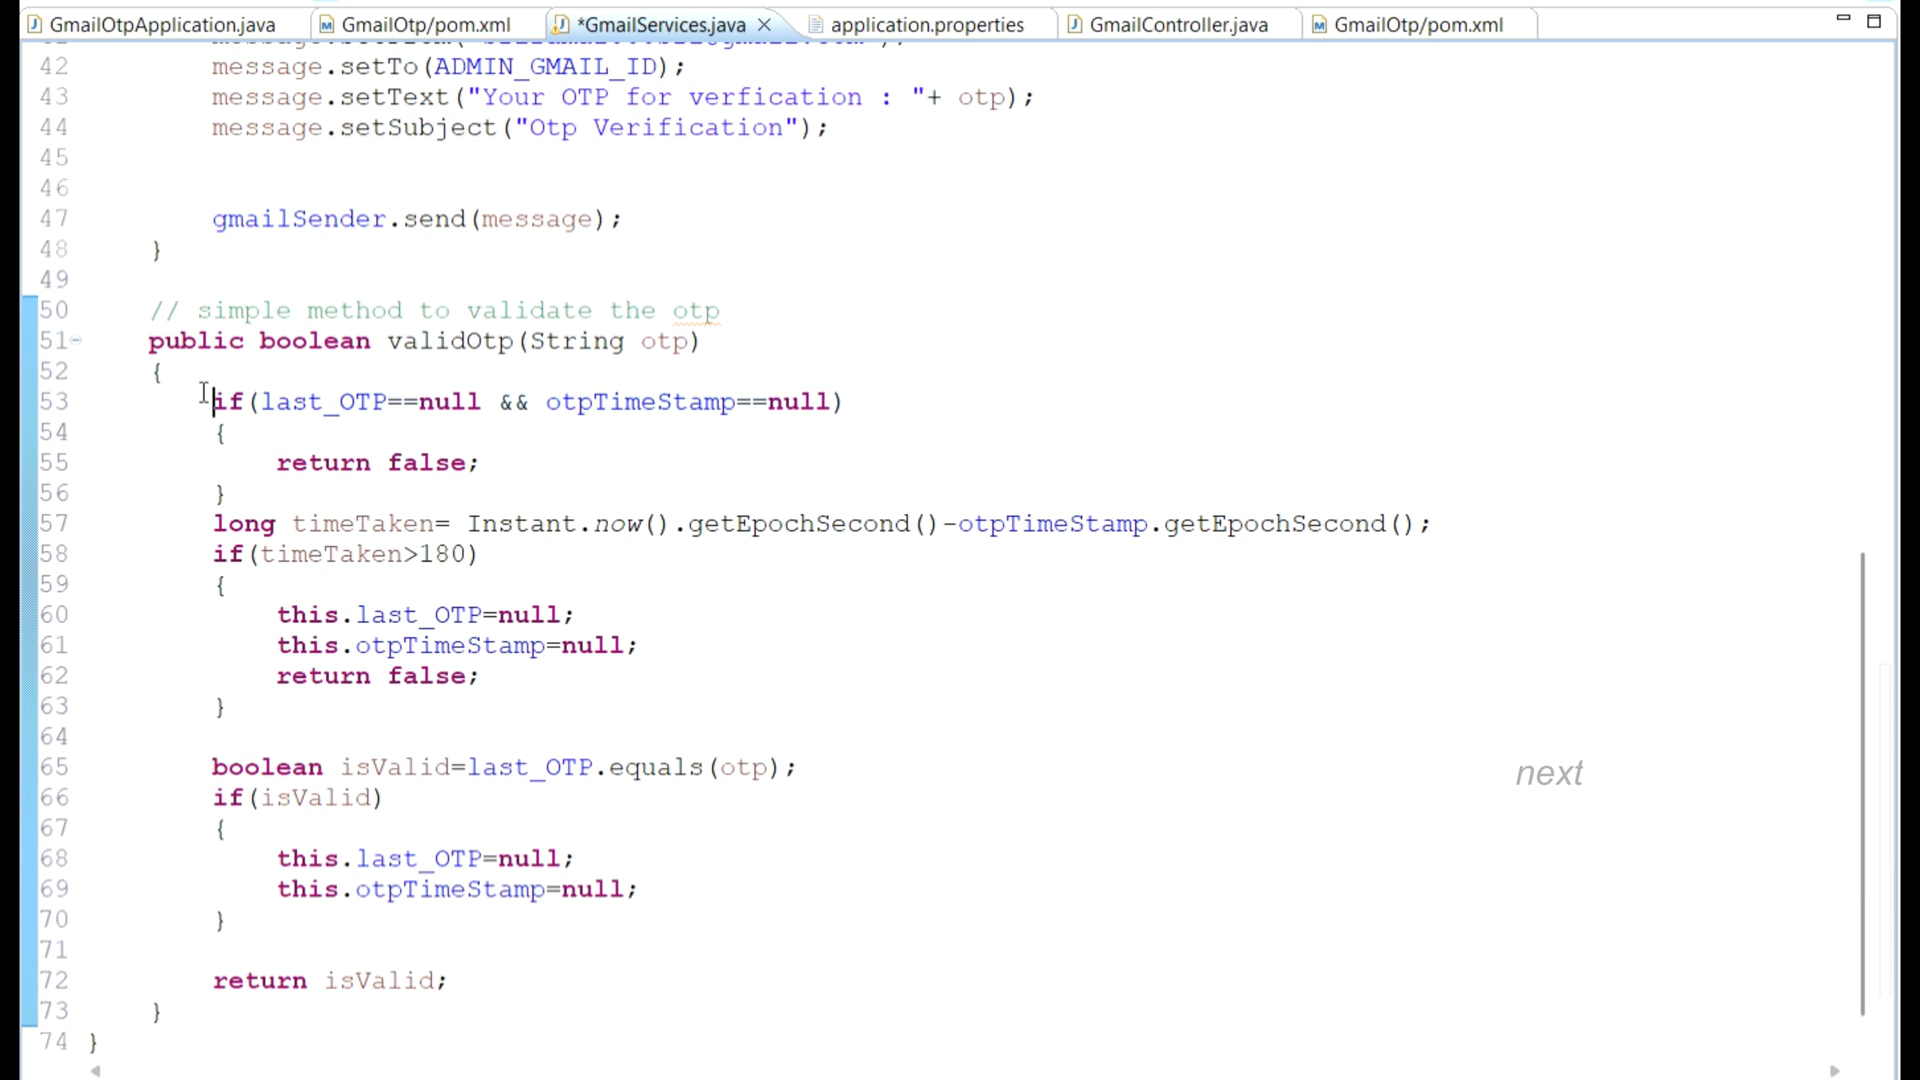 GmailOtpApplication.java GmailOtp/pom.xml *GmailServices.java application.properties GmailController.java GmailOtp/pom.xml
42 message.setTo(ADMIN_GMAIL_ID);
43 message.setText("Your OTP for verfication : "+ otp);
44 message.setSubject("Otp Verification");
45
46
47 gmailSender.send(message);
48 }
49
50 // simple method to validate the otp
51 public boolean validOtp(String otp)
52 {
53 if(last_OTP==null && otpTimeStamp==null)
54 {
55 return false;
56 }
57 long timeTaken= Instant.now().getEpochSecond()-otpTimeStamp.getEpochSecond();
58 if(timeTaken>180)
59 {
60 this.last_OTP=null;
61 this.otpTimeStamp=null;
62 return false;
63 }
64
65 boolean isValid=last_OTP.equals(otp);
next
66 if(isValid)
67 {
68 this.last_OTP=null;
69 this.otpTimeStamp=null;
70 }
71
72 return isValid;
73 }
74 }